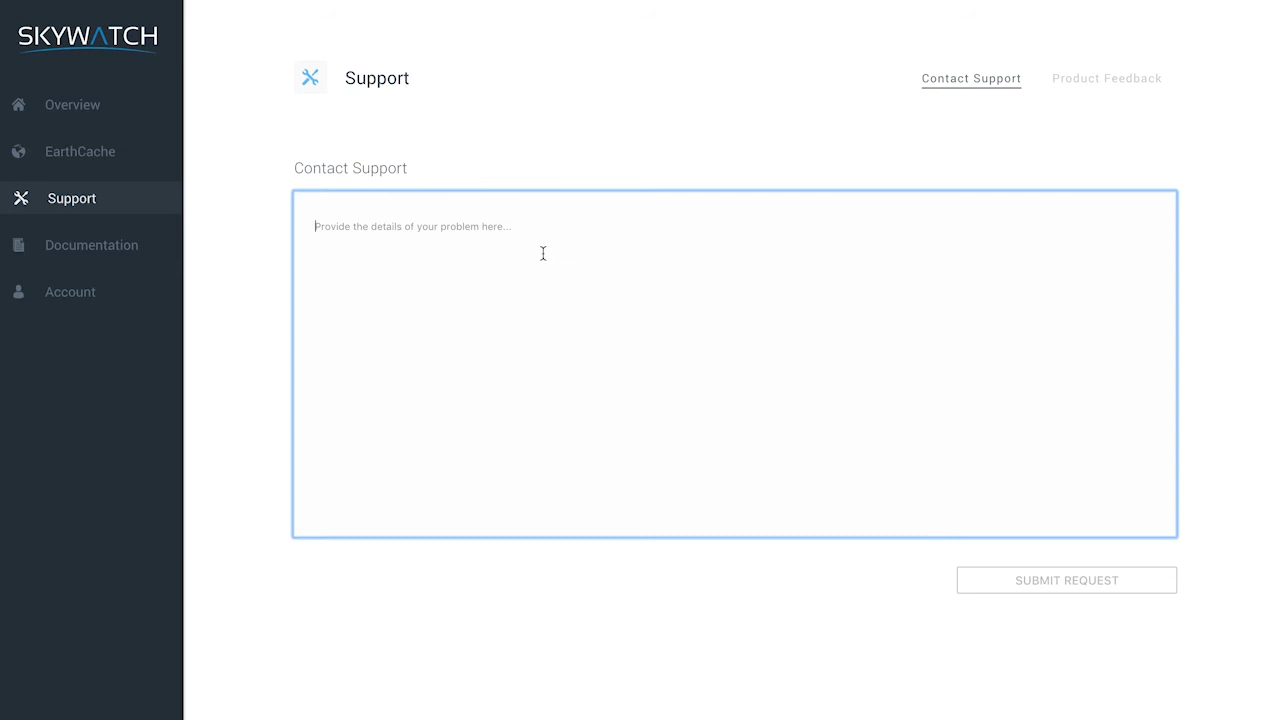 SKYWATCH
Overview
EarthCache
Support
Documentation
Account
Support
Contact Support
Product Feedback
Contact Support
Provide the details of your problem here...
SUBMIT REQUEST